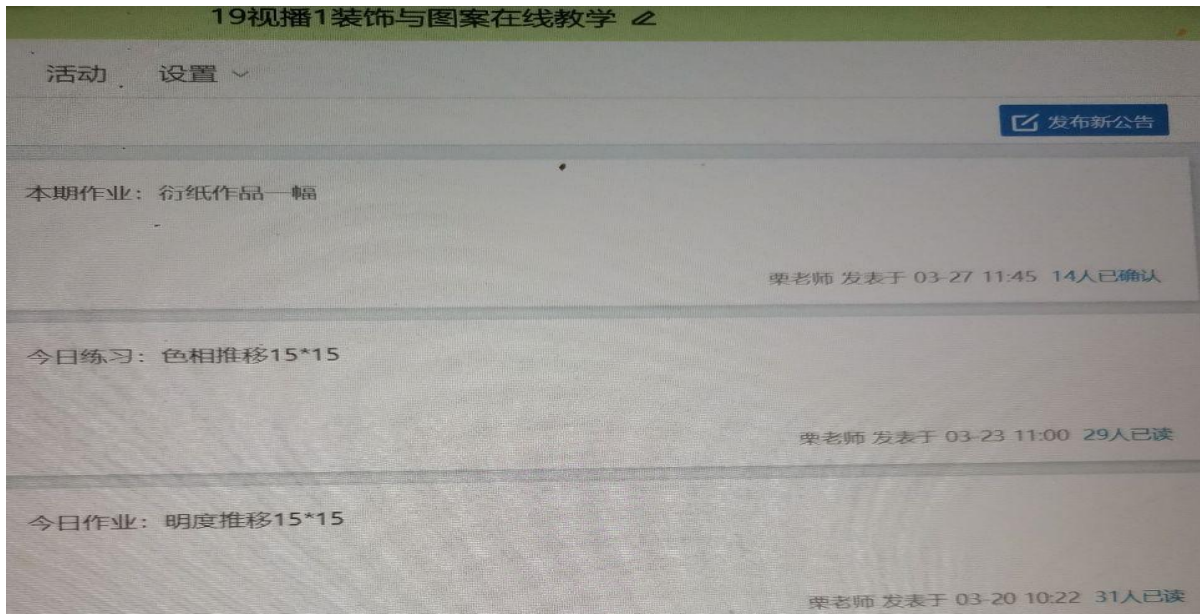 19视播1装饰与图案在线教学
活动 设置
发布新公告
本期作业：衍纸作品一幅
栗老师 发表于 03-27 11:45 14人已确认
今日练习：色相推移15*15
栗老师 发表于 03-23 11:00 29人已读
今日作业：明度推移15*15
栗老师 发表于 03-20 10:22 31人已读